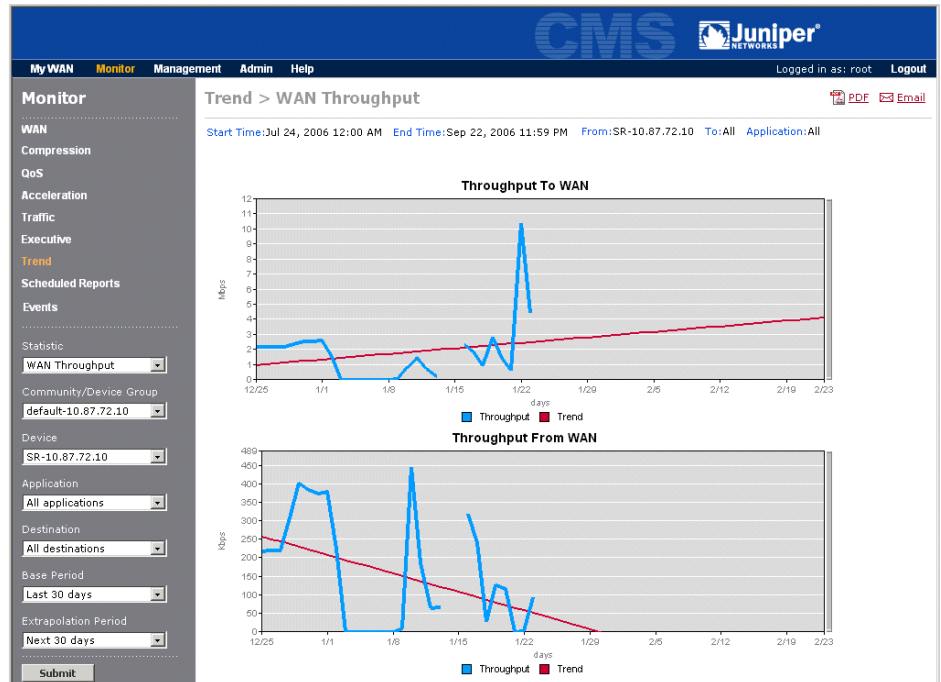 CMS
Juniper®
NETWORKS
My WAN Monitor Management Admin Help Logged in as: root Logout
Monitor
Trend > WAN Throughput
PDF Email
Start Time:Jul 24, 2006 12:00 AM End Time:Sep 22, 2006 11:59 PM From:SR-10.87.72.10 To:All Application:All
WAN
Compression
QoS
Acceleration
Traffic
Executive
Trend
Scheduled Reports
Events
Statistic
WAN Throughput
Community/Device Group
default-10.87.72.10
Device
SR-10.87.72.10
Application
All applications
Destination
All destinations
Base Period
Last 30 days
Extrapolation Period
Next 30 days
Submit
Throughput To WAN
12
11
10
9
8
7
6
5
4
3
2
1
0
Mbps
12/25 1/1 1/8 1/15 1/22 1/29 2/5 2/12 2/19 2/23
days
Throughput Trend
Throughput From WAN
489
450
400
350
300
250
200
150
100
50
0
Kbps
12/25 1/1 1/8 1/15 1/22 1/29 2/5 2/12 2/19 2/23
days
Throughput Trend